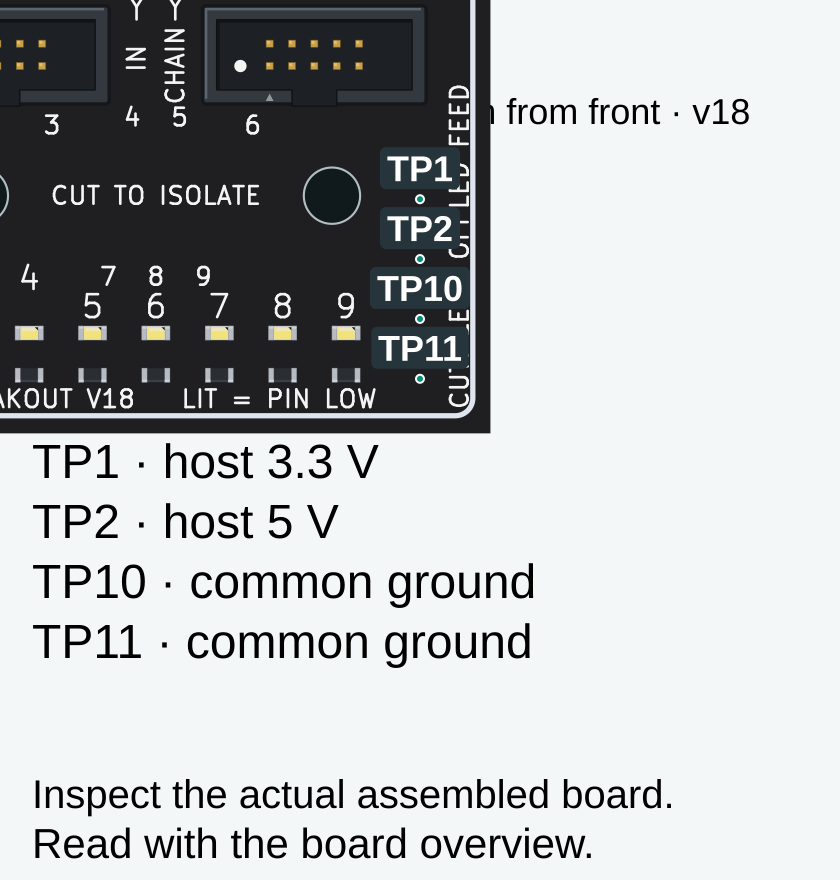 Y Y
IN
CHAIN
3 4 5 6
from front · v18
TP1
CUT TO ISOLATE
TP2
TP10
4 7 8 9
5 6 7 8 9
TP11
V18 LIT = PIN LOW
LED FEED
TP1 · host 3.3 V
TP2 · host 5 V
TP10 · common ground
TP11 · common ground
Inspect the actual assembled board.
Read with the board overview.